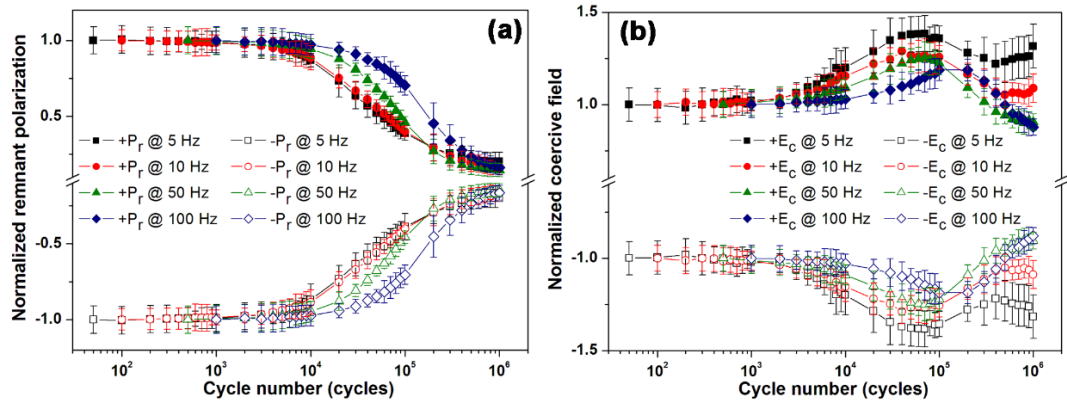 (a)
Normalized remnant polarization
1.0
0.5
-0.5
-1.0
+Pr @ 5 Hz -Pr @ 5 Hz
+Pr @ 10 Hz -Pr @ 10 Hz
+Pr @ 50 Hz -Pr @ 50 Hz
+Pr @ 100 Hz -Pr @ 100 Hz
10² 10³ 10⁴ 10⁵ 10⁶
Cycle number (cycles)
(b)
Normalized coercive field
1.5
1.0
-1.0
-1.5
+Ec @ 5 Hz -Ec @ 5 Hz
+Ec @ 10 Hz -Ec @ 10 Hz
+Ec @ 50 Hz -Ec @ 50 Hz
+Ec @ 100 Hz -Ec @ 100 Hz
10² 10³ 10⁴ 10⁵ 10⁶
Cycle number (cycles)